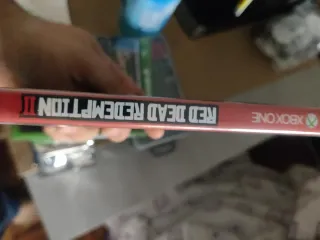 XBOX ONE
RED DEAD REDEMPTION II